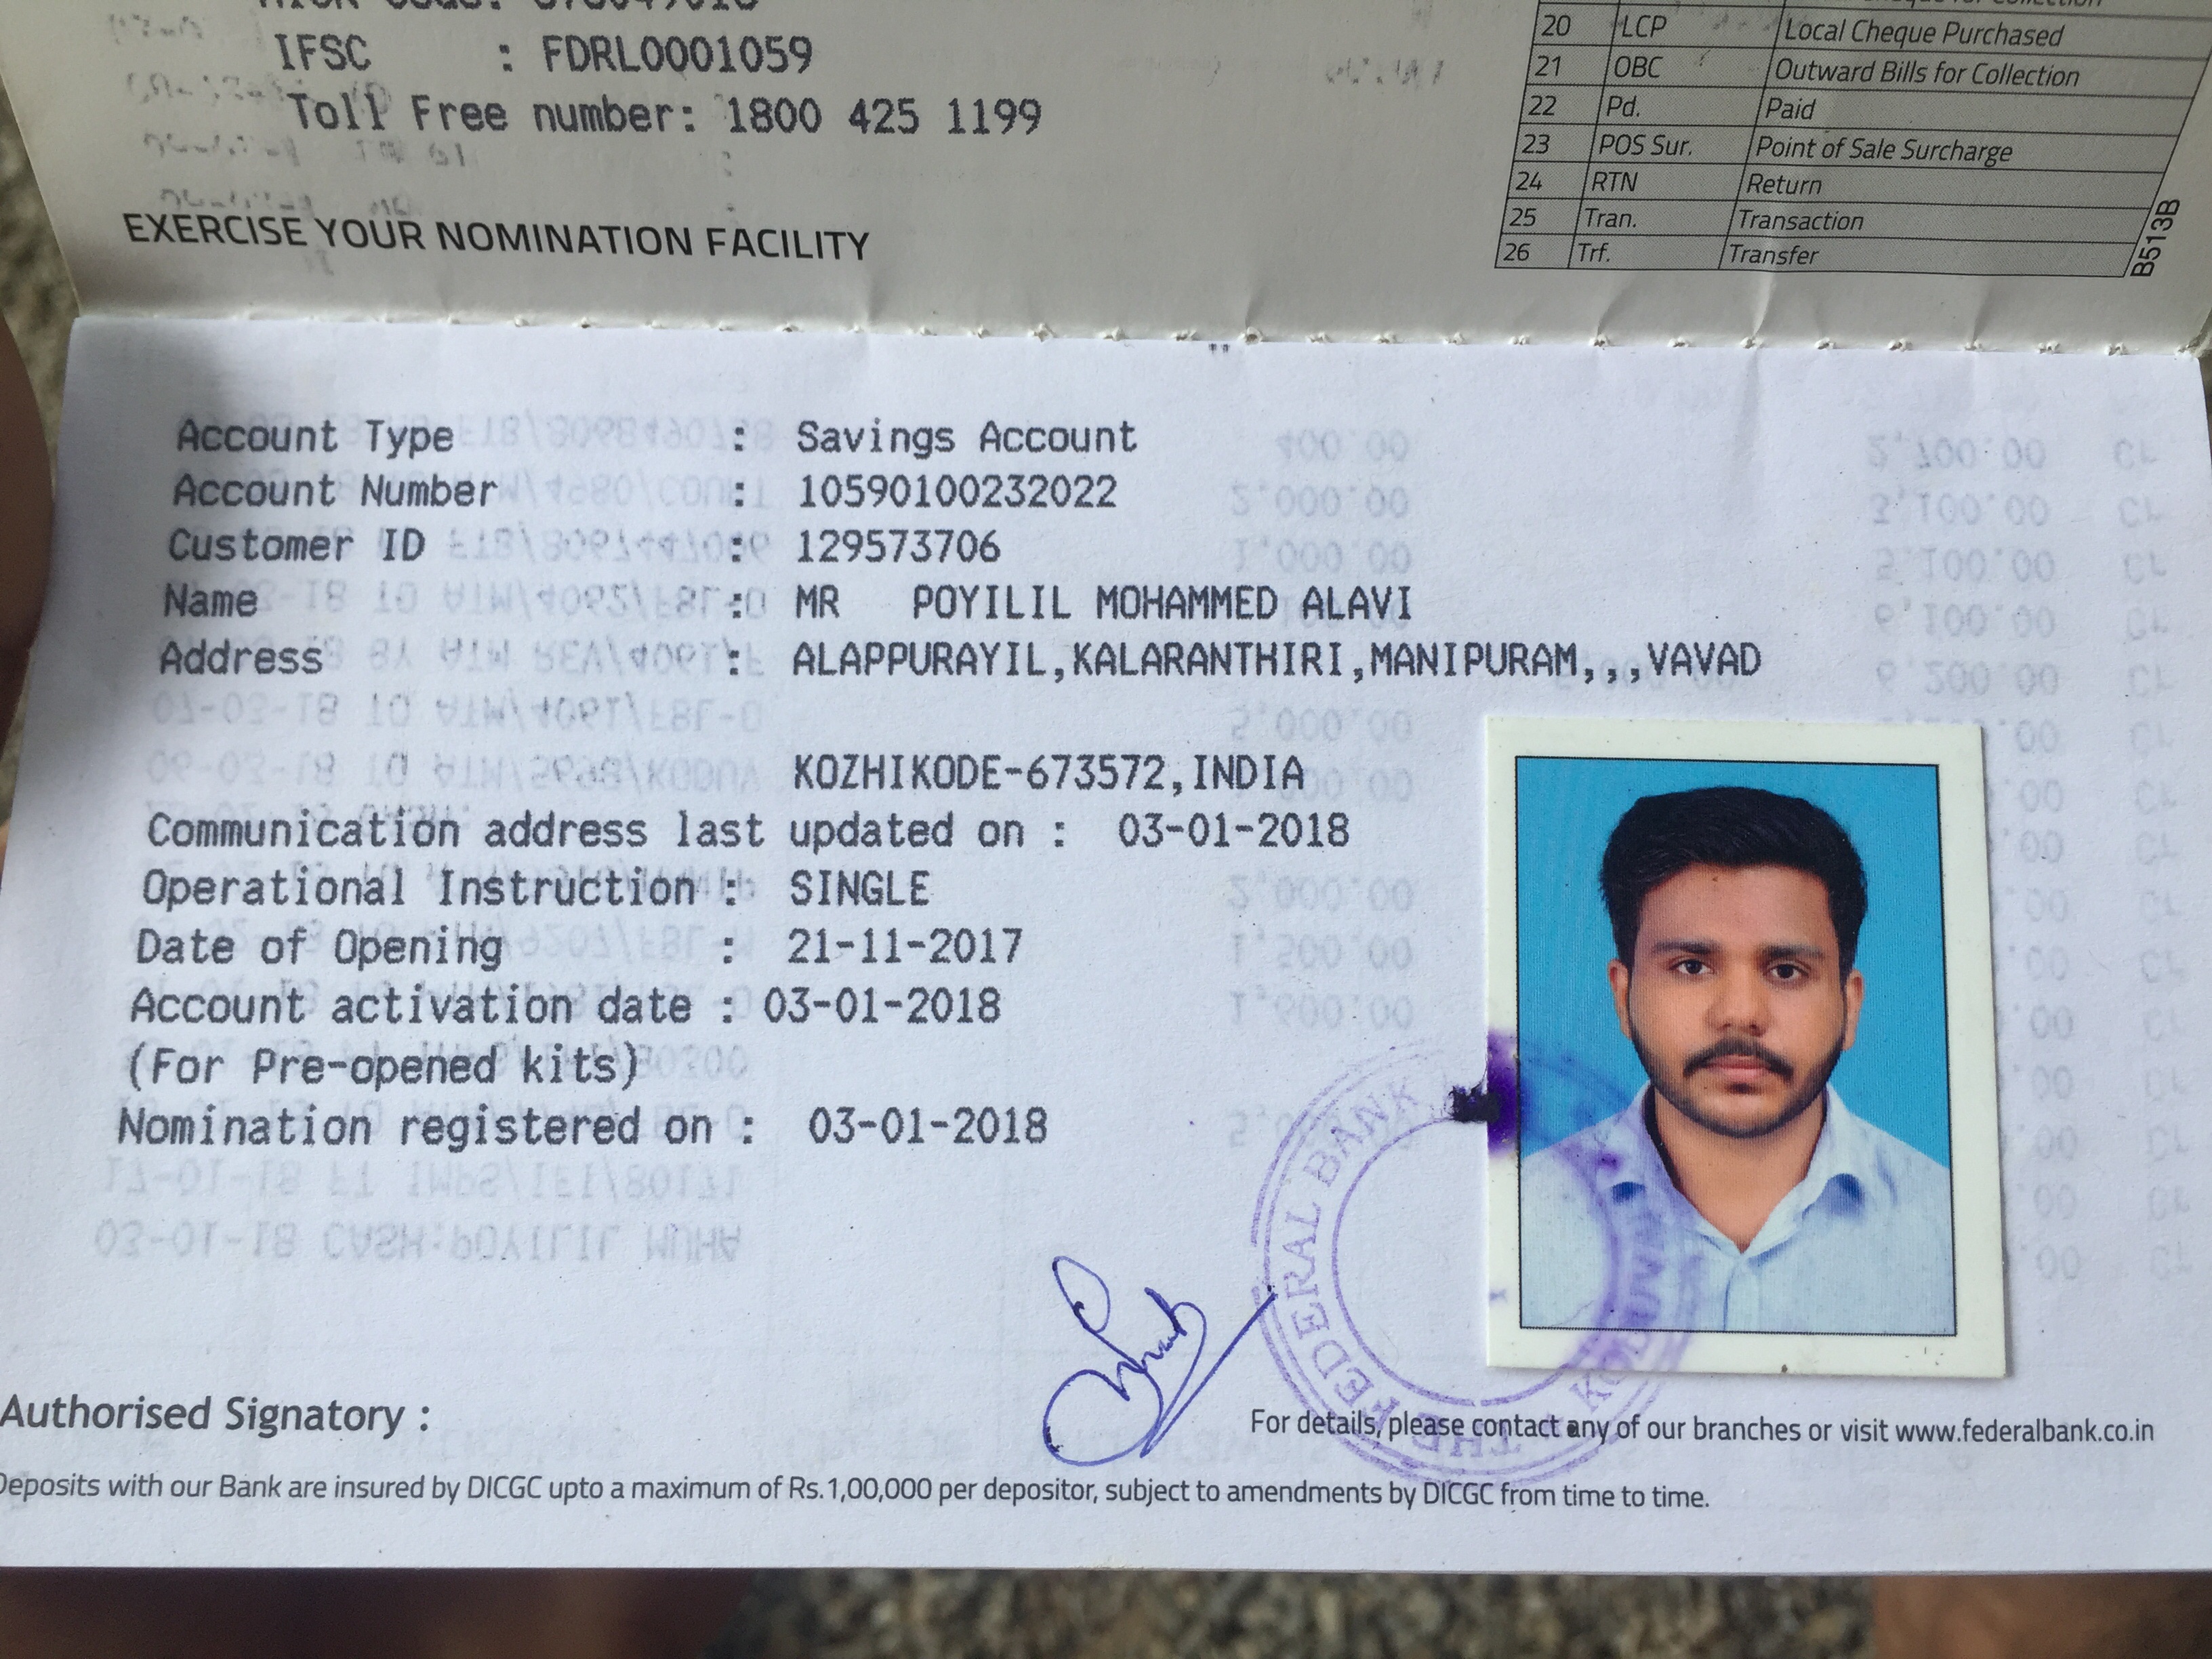 IFSC : FDRL0001059
Toll Free number: 1800 425 1199
EXERCISE YOUR NOMINATION FACILITY
20 LCP Local Cheque Purchased
21 OBC Outward Bills for Collection
22 Pd. Paid
23 POS Sur. Point of Sale Surcharge
24 RTN Return
25 Tran. Transaction
26 Trf. Transfer
B513B
Account Type : Savings Account
Account Number : 10590100232022
Customer ID : 129573706
Name : MR POYILIL MOHAMMED ALAVI
Address : ALAPPURAYIL,KALARANTHIRI,MANIPURAM,,,VAVAD
KOZHIKODE-673572,INDIA
Communication address last updated on : 03-01-2018
Operational Instruction : SINGLE
Date of Opening : 21-11-2017
Account activation date : 03-01-2018
(For Pre-opened kits)
Nomination registered on : 03-01-2018
FEDERAL BANK
Authorised Signatory :
For details, please contact any of our branches or visit www.federalbank.co.in
Deposits with our Bank are insured by DICGC upto a maximum of Rs.1,00,000 per depositor, subject to amendments by DICGC from time to time.